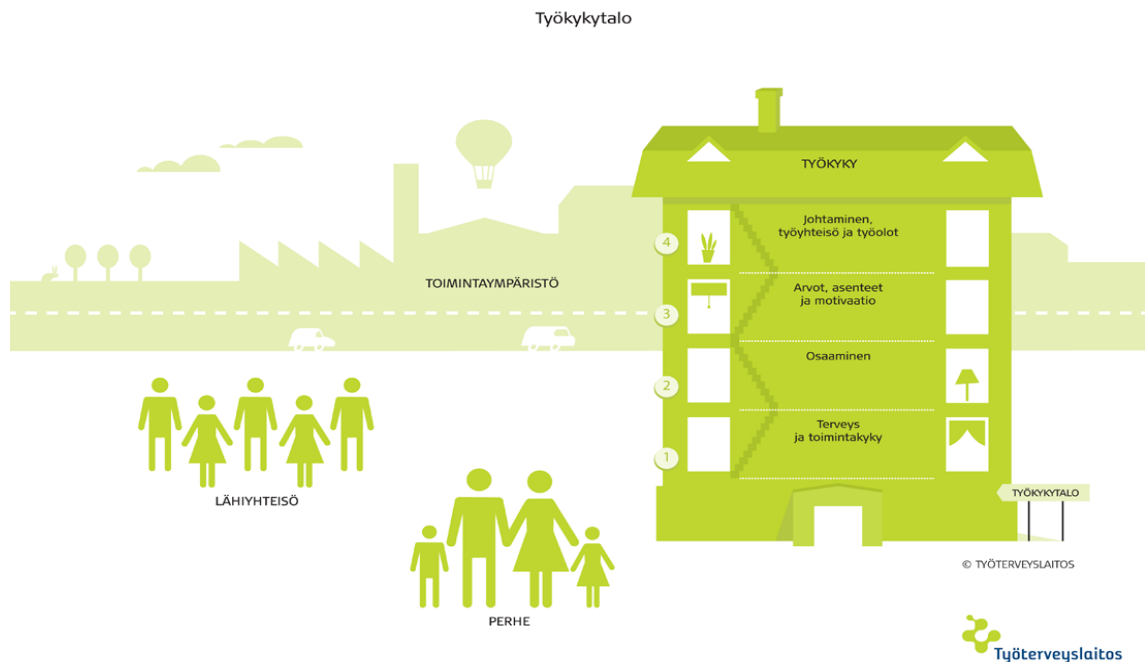 Työkykytalo
TYÖKYKY
4
Johtaminen,
työyhteisö ja työolot
TOIMINTAYMPÄRISTÖ
3
Arvot, asenteet
ja motivaatio
2
Osaaminen
1
Terveys
ja toimintakyky
LÄHIYHTEISÖ
TYÖKYKYTALO
© TYÖTERVEYSLAITOS
PERHE
Työterveyslaitos